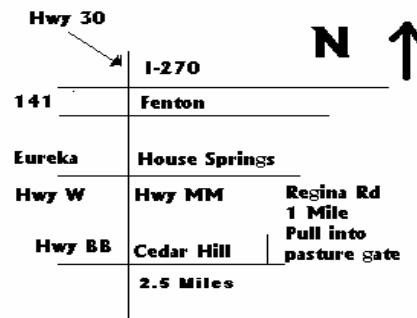 Hwy 30
N
I-270
141
Fenton
Eureka
House Springs
Hwy W
Hwy MM
Regina Rd
1 Mile
Pull into
pasture gate
Hwy BB
Cedar Hill
2.5 Miles